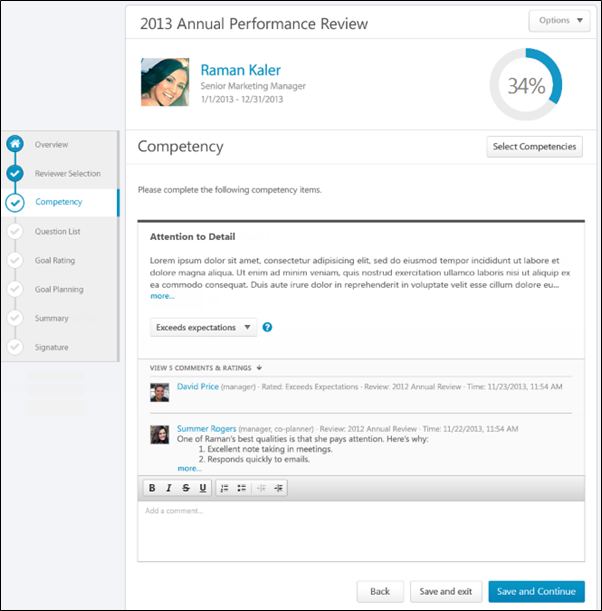 2013 Annual Performance Review
Options
Raman Kaler
Senior Marketing Manager
1/1/2013 - 12/31/2013
34%
Overview
Reviewer Selection
Competency
Question List
Goal Rating
Goal Planning
Summary
Signature
Competency
Select Competencies
Please complete the following competency items.
Attention to Detail
Lorem ipsum dolor sit amet, consectetur adipisicing elit, sed do eiusmod tempor incididunt ut labore et
dolore magna aliqua. Ut enim ad minim veniam, quis nostrud exercitation ullamco laboris nisi ut aliquip ex
ea commodo consequat. Duis aute irure dolor in reprehenderit in voluptate velit esse cillum dolore eu...
more...
Exceeds expectations
?
VIEW 5 COMMENTS & RATINGS
David Price (manager) · Rated: Exceeds Expectations · Review: 2012 Annual Review · Time: 11/23/2013, 11:54 AM
Summer Rogers (manager, co-planner) · Review: 2012 Annual Review · Time: 11/22/2013, 11:54 AM
One of Raman's best qualities is that she pays attention. Here's why:
1. Excellent note taking in meetings.
2. Responds quickly to emails.
more...
B I S U
Add a comment...
Back
Save and exit
Save and Continue